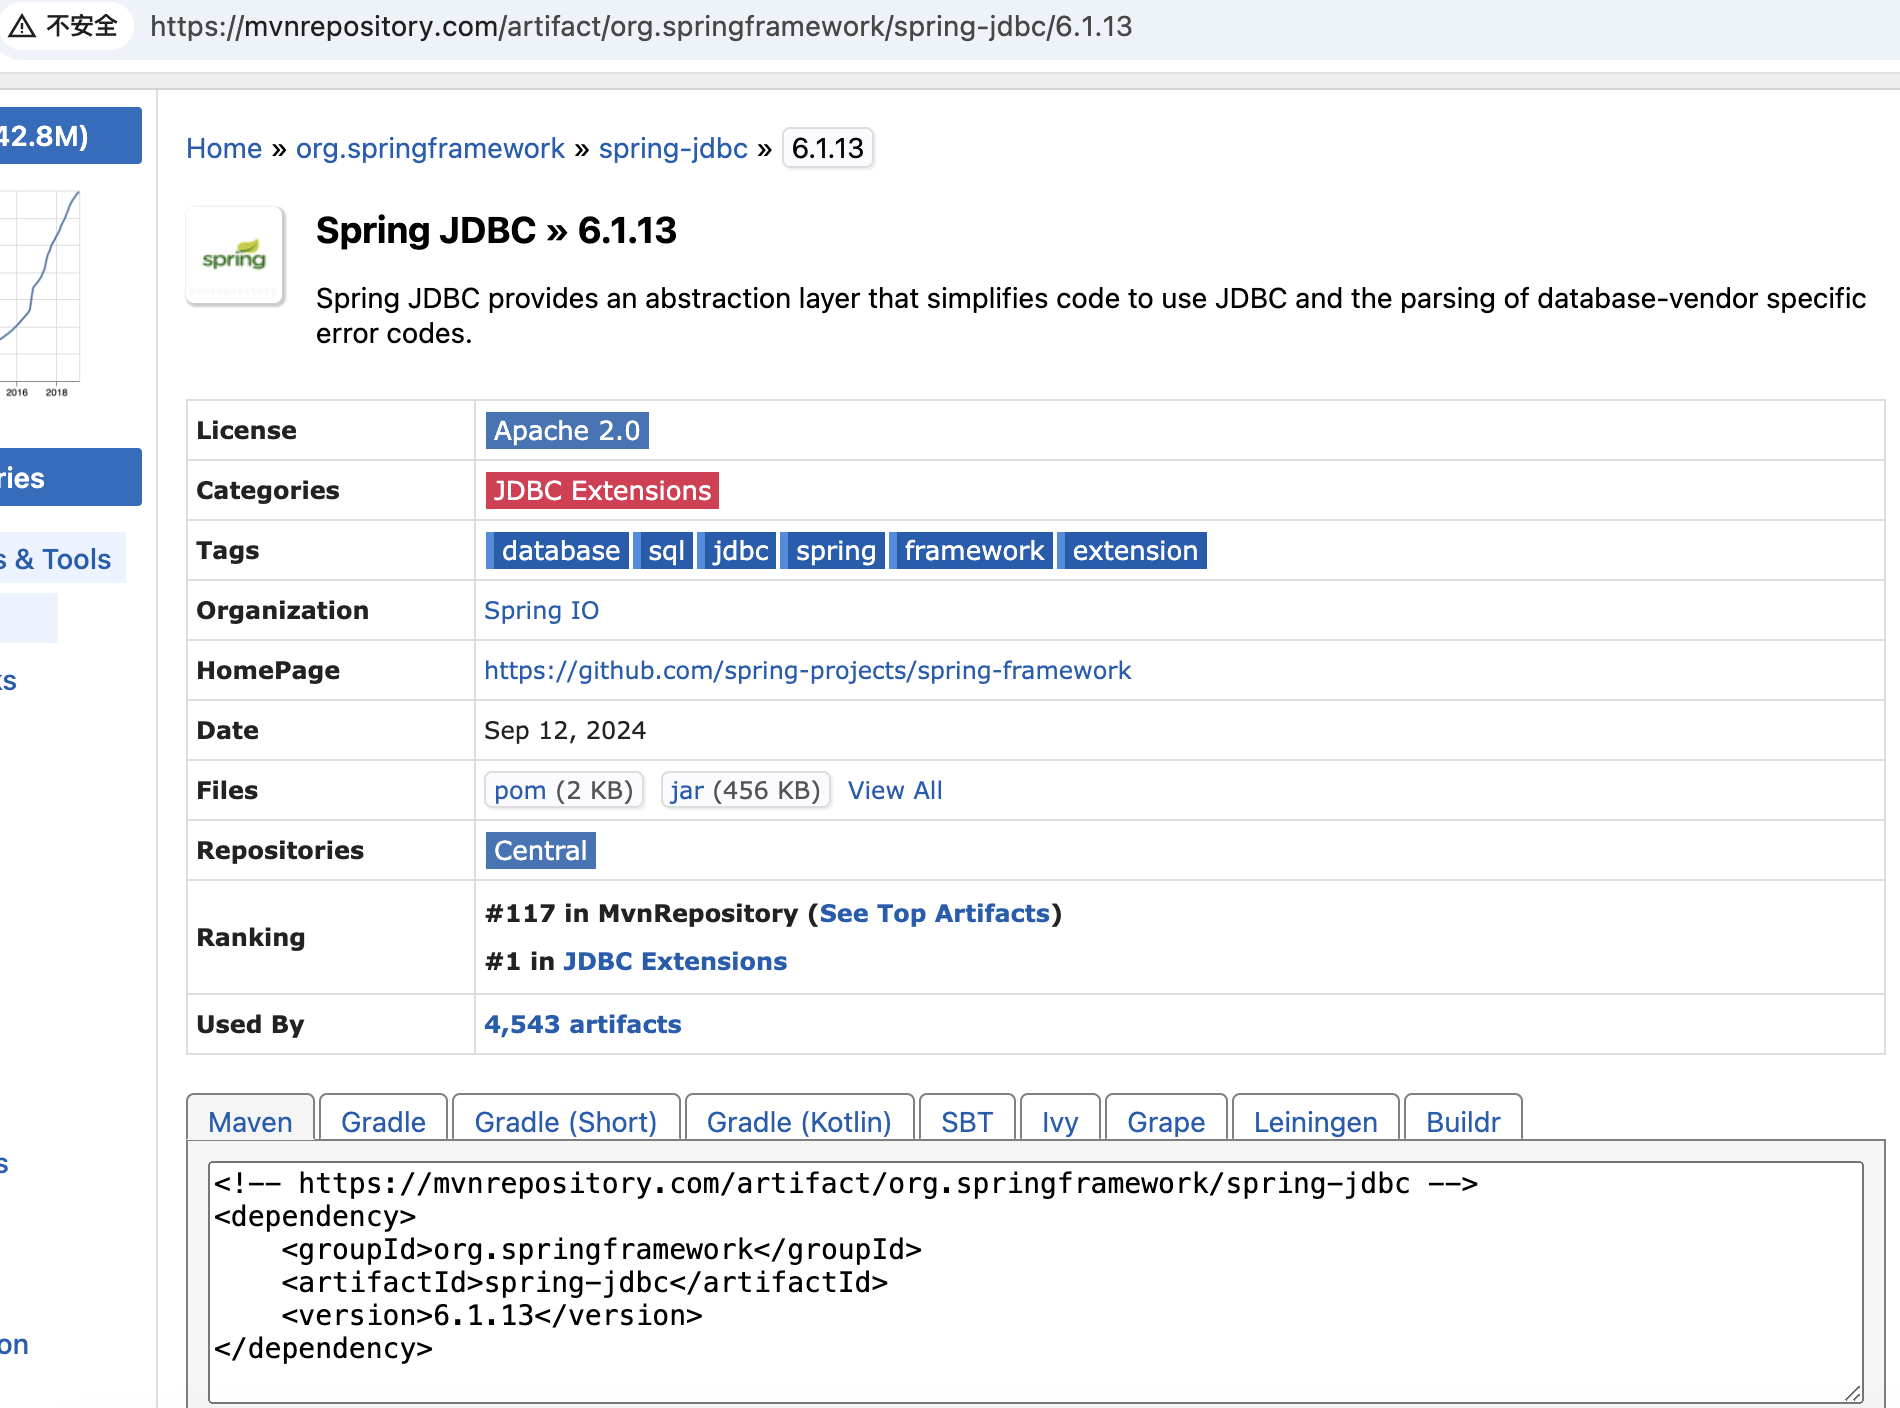 不安全 https://mvnrepository.com/artifact/org.springframework/spring-jdbc/6.1.13
42.8M)
2016 2018
ries
s & Tools
s
s
on
Home » org.springframework » spring-jdbc » 6.1.13
spring
mvnrepository
Spring JDBC » 6.1.13
Spring JDBC provides an abstraction layer that simplifies code to use JDBC and the parsing of database-vendor specific
error codes.
License Apache 2.0
Categories JDBC Extensions
Tags database sql jdbc spring framework extension
Organization Spring IO
HomePage https://github.com/spring-projects/spring-framework
Date Sep 12, 2024
Files pom (2 KB) jar (456 KB) View All
Repositories Central
Ranking #117 in MvnRepository (See Top Artifacts)
#1 in JDBC Extensions
Used By 4,543 artifacts
Maven Gradle Gradle (Short) Gradle (Kotlin) SBT Ivy Grape Leiningen Buildr
<!-- https://mvnrepository.com/artifact/org.springframework/spring-jdbc -->
<dependency>
    <groupId>org.springframework</groupId>
    <artifactId>spring-jdbc</artifactId>
    <version>6.1.13</version>
</dependency>